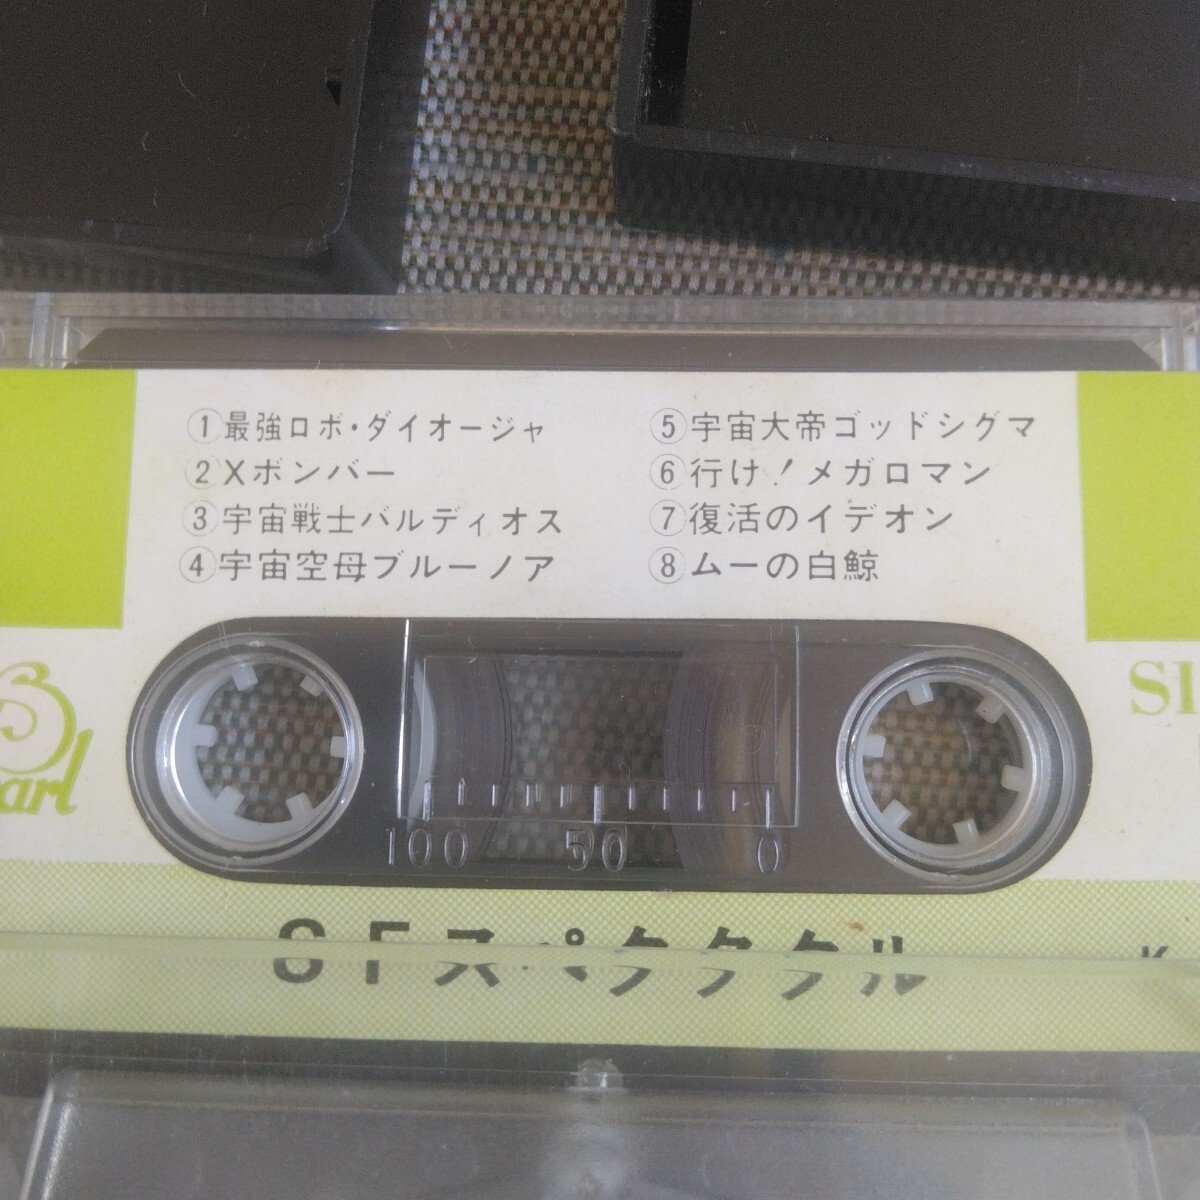 ①最強ロボ・ダイオージャ
②Xボンバー
③宇宙戦士バルディオス
④宇宙空母ブルーノア
⑤宇宙大帝ゴッドシグマ
⑥行け!メガロマン
⑦復活のイデオン
⑧ムーの白鯨
arl
SI
100 50 0
SFスペクタクル
K